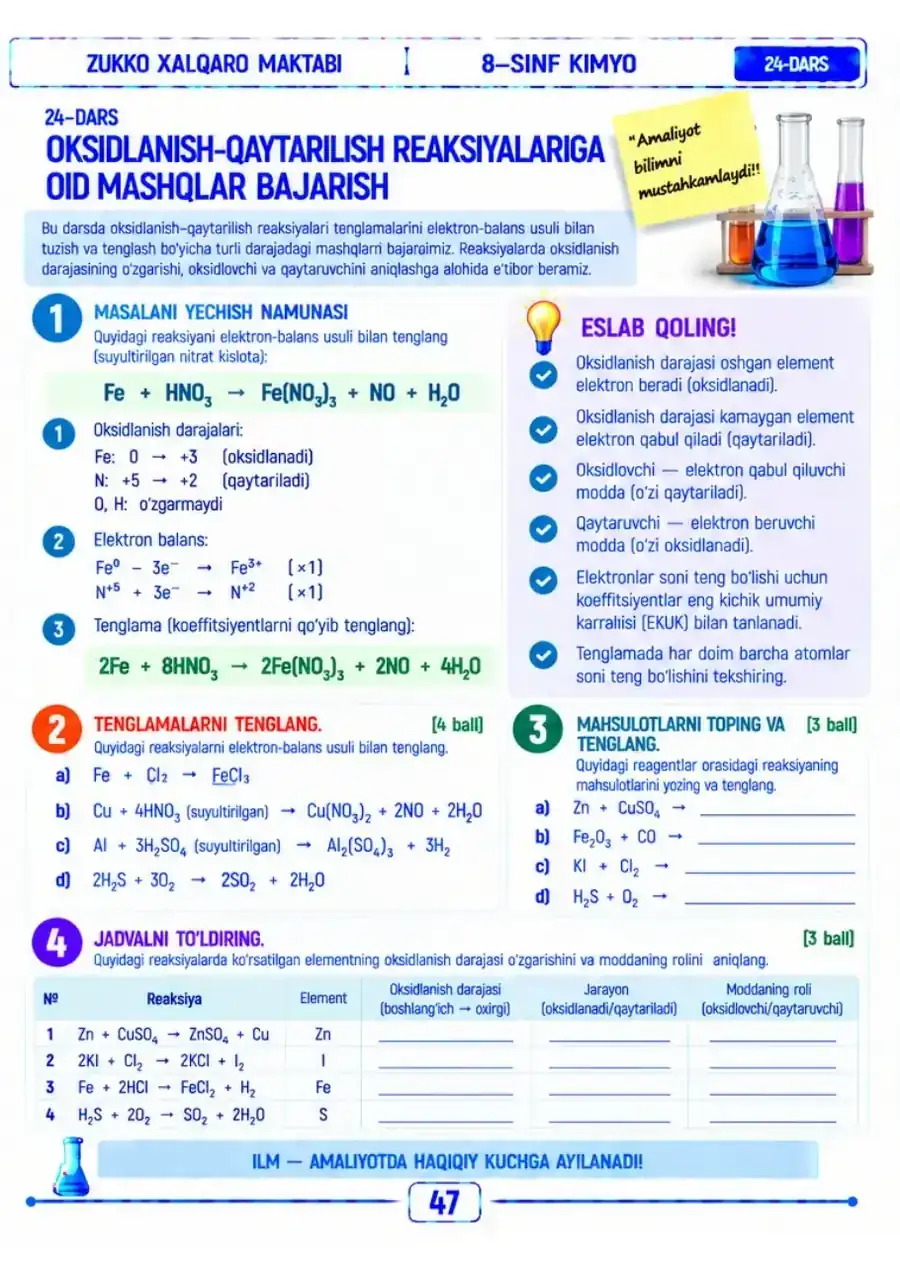 ZUKKO XALQARO MAKTABI
8–SINF KIMYO
24-DARS
24–DARS
OKSIDLANISH-QAYTARILISH REAKSIYALARIGA
OID MASHQLAR BAJARISH
"Amaliyot
bilimni
mustahkamlaydi!!
Bu darsda oksidlanish–qaytarilish reaksiyalari tenglamalarini elektron-balans usuli bilan
tuzish va tenglash bo'yicha turli darajadagi mashqlarni bajaraimiz. Reaksiyalarda oksidlanish
darajasining o'zgarishi, oksidlovchi va qaytaruvchini aniqlashga alohida e'tibor beramiz.
1
MASALANI YECHISH NAMUNASI
Quyidagi reaksiyani elektron-balans usuli bilan tenglang
(suyultirilgan nitrat kislota):
Fe + HNO₃ → Fe(NO₃)₃ + NO + H₂O
1 Oksidlanish darajalari:
Fe: 0 → +3 (oksidlanadi)
N: +5 → +2 (qaytariladi)
O, H: o'zgarmaydi
2 Elektron balans:
Fe⁰ – 3e⁻ → Fe³⁺ (×1)
N⁺⁵ + 3e⁻ → N⁺² (×1)
3 Tenglama (koeffitsiyentlarni qo'yib tenglang):
2Fe + 8HNO₃ → 2Fe(NO₃)₃ + 2NO + 4H₂O
ESLAB QOLING!
Oksidlanish darajasi oshgan element
elektron beradi (oksidlanadi).
Oksidlanish darajasi kamaygan element
elektron qabul qiladi (qaytariladi).
Oksidlovchi — elektron qabul qiluvchi
modda (o'zi qaytariladi).
Qaytaruvchi — elektron beruvchi
modda (o'zi oksidlanadi).
Elektronlar soni teng bo'lishi uchun
koeffitsiyentlar eng kichik umumiy
karrahisi (EKUK) bilan tanlanadi.
Tenglamada har doim barcha atomlar
soni teng bo'lishini tekshiring.
2
TENGLAMALARNI TENGLANG. [4 ball]
Quyidagi reaksiyalarni elektron-balans usuli bilan tenglang.
a) Fe + Cl₂ → FeCl₃
b) Cu + 4HNO₃ (suyultirilgan) → Cu(NO₃)₂ + 2NO + 2H₂O
c) Al + 3H₂SO₄ (suyultirilgan) → Al₂(SO₄)₃ + 3H₂
d) 2H₂S + 3O₂ → 2SO₂ + 2H₂O
3
MAHSULOTLARNI TOPING VA [3 ball]
TENGLANG.
Quyidagi reagentlar orasidagi reaksiyaning
mahsulotlarini yozing va tenglang.
a) Zn + CuSO₄ →
b) Fe₂O₃ + CO →
c) KI + Cl₂ →
d) H₂S + O₂ →
4
JADVALNI TO'LDIRING. [3 ball]
Quyidagi reaksiyalarda ko'rsatilgan elementning oksidlanish darajasi o'zgarishini va moddaning rolini aniqlang.
№ Reaksiya Element Oksidlanish darajasi (boshlang'ich → oxirgi) Jarayon (oksidlanadi/qaytariladi) Moddaning roli (oksidlovchi/qaytaruvchi)
1 Zn + CuSO₄ → ZnSO₄ + Cu Zn
2 2KI + Cl₂ → 2KCl + I₂ I
3 Fe + 2HCl → FeCl₂ + H₂ Fe
4 H₂S + 2O₂ → SO₂ + 2H₂O S
ILM — AMALIYOTDA HAQIQIY KUCHGA AYILANADI!
47